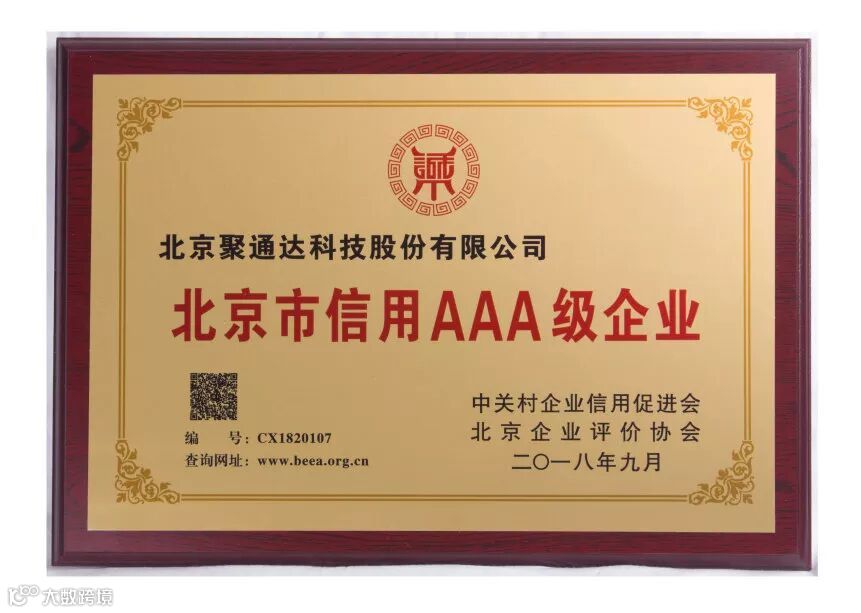 誠
北京聚通达科技股份有限公司
北京市信用AAA级企业
编 号:CX1820107
查询网址:www.beea.org.cn
中关村企业信用促进会
北京企业评价协会
二〇一八年九月
大数跨境